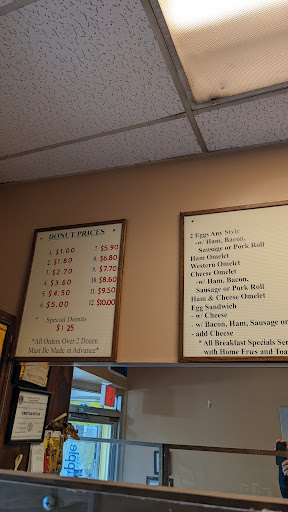 DONUT PRICES
1. $1.00 7. $5.90
2. $1.80 8. $6.80
3. $2.70 9. $7.70
4. $3.60 10. $8.60
5. $4.50 11. $9.50
6. $5.00 12. $10.00
Special Donuts
$1.25
*All Orders Over 2 Dozen
Must Be Made in Advance*
2 Eggs Any Style
-w/ Ham, Bacon,
Sausage or Pork Roll
Ham Omelet
Western Omelet
Cheese Omelet
-w/ Ham, Bacon,
Sausage or Pork Roll
Ham & Cheese Omelet
Egg Sandwich
- w/ Cheese
- w/ Bacon, Ham, Sausage or
- add Cheese
*All Breakfast Specials Ser
with Home Fries and Toa